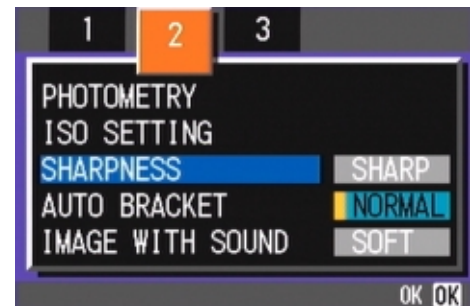 1 2 3
PHOTOMETRY
ISO SETTING
SHARPNESS SHARP
AUTO BRACKET NORMAL
IMAGE WITH SOUND SOFT
OK OK